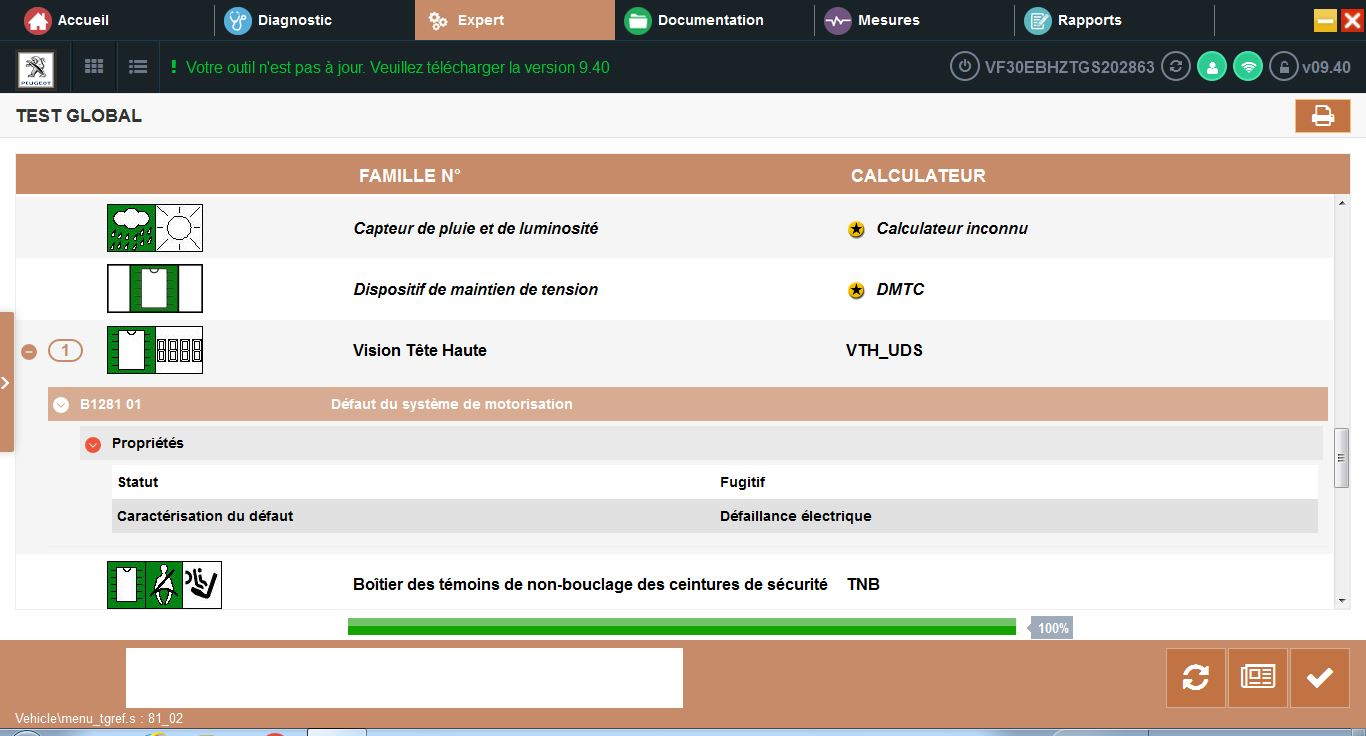 Accueil
Diagnostic
Expert
Documentation
Mesures
Rapports
PEUGEOT
! Votre outil n'est pas à jour. Veuillez télécharger la version 9.40
VF30EBHZTGS202863
v09.40
TEST GLOBAL
FAMILLE N° CALCULATEUR
Capteur de pluie et de luminosité Calculateur inconnu
Dispositif de maintien de tension DMTC
1 Vision Tête Haute VTH_UDS
B1281 01 Défaut du système de motorisation
Propriétés
Statut Fugitif
Caractérisation du défaut Défaillance électrique
Boîtier des témoins de non-bouclage des ceintures de sécurité TNB
100%
Vehicle\menu_tgref.s : 81_02